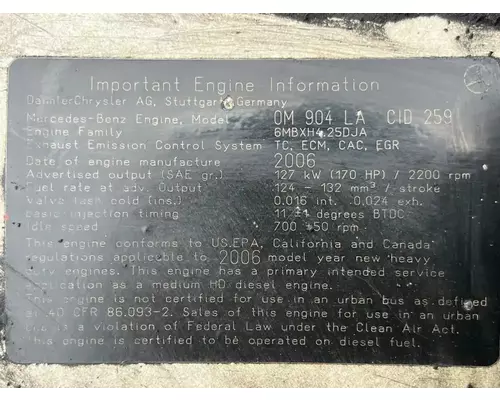 Important Engine Information
DaimlerChrysler AG, Stuttgart, Germany
Mercedes-Benz Engine, Model OM 904 LA CID 259
Engine Family 6MBXH4.25DJA
Exhaust Emission Control System TC, ECM, CAC, EGR
Date of engine manufacture 2006
Advertised output (SAE gr.) 127 kW (170 HP) / 2200 rpm
Fuel rate at adv. Output 124 - 132 mm³ / stroke
Valve lash cold (ins.) 0.016 int. 0.024 exh.
basic injection timing 11 ±1 degrees BTDC
Idle speed 700 ±50 rpm
This engine conforms to US.EPA, California and Canada
regulations applicable to 2006 model year new heavy
duty engines. This engine has a primary intended service
application as a medium HD diesel engine.
This engine is not certified for use in an urban bus as defined
at 40 CFR 86.093-2. Sales of this engine for use in an urban
bus is a violation of Federal Law under the Clean Air Act.
This engine is certified to be operated on diesel fuel.